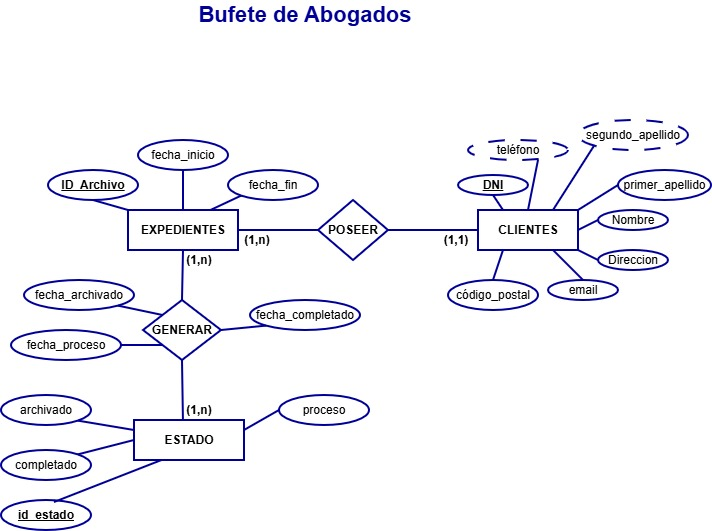 Bufete de Abogados
segundo_apellido
teléfono
fecha_inicio
ID_Archivo
fecha_fin
DNI
primer_apellido
EXPEDIENTES
(1,n)
POSEER
(1,1)
CLIENTES
Nombre
(1,n)
Direccion
fecha_archivado
código_postal
email
GENERAR
fecha_completado
fecha_proceso
archivado
(1,n)
proceso
ESTADO
completado
id_estado